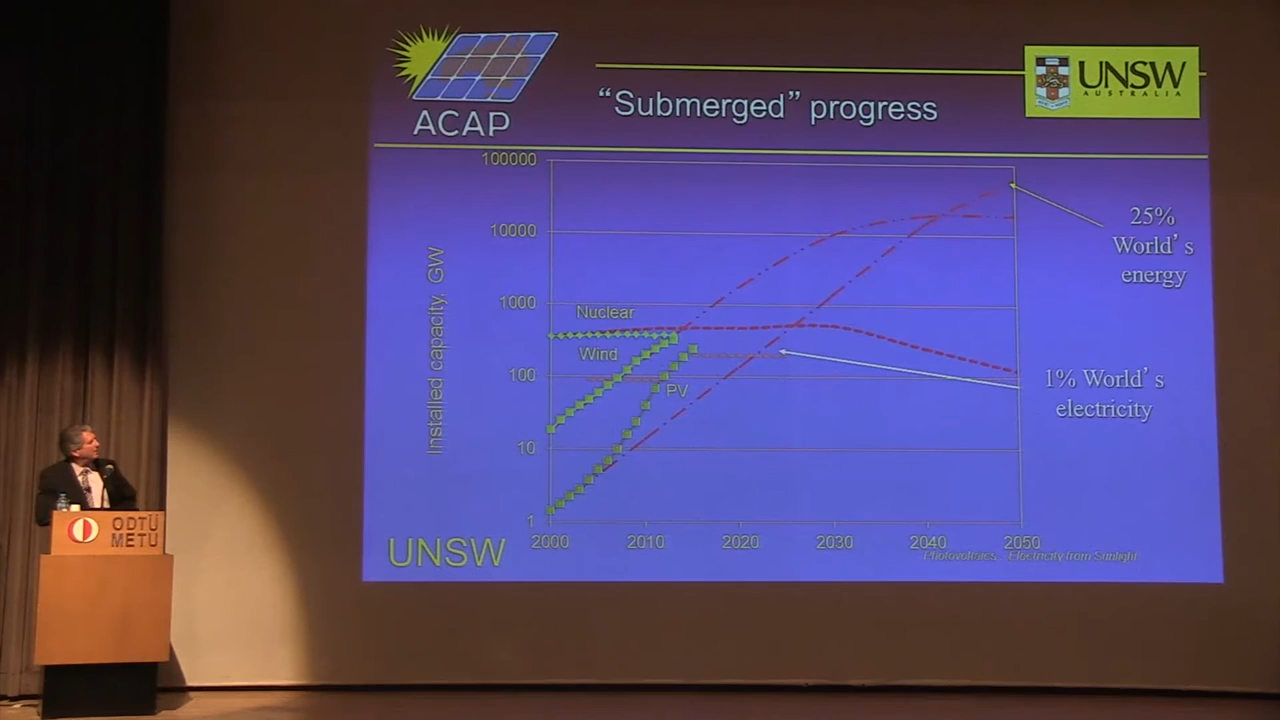 ACAP
“Submerged” progress
UNSW
AUSTRALIA
100000
10000
1000
100
10
1
Installed capacity, GW
Nuclear
Wind
PV
25%
World’s
energy
1% World’s
electricity
2000 2010 2020 2030 2040 2050
Photovoltaics - Electricity from Sunlight
UNSW
ODTÜ
METU